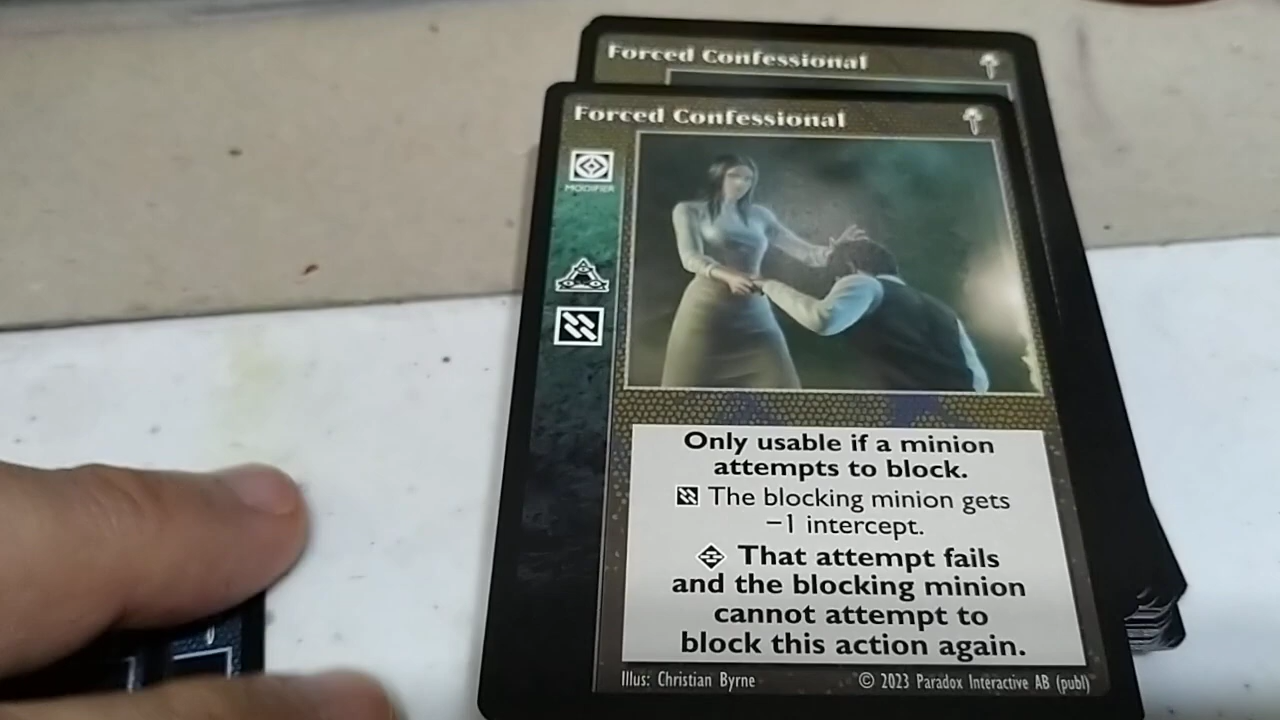 Forced Confessional
Forced Confessional
MODIFIER
Only usable if a minion
attempts to block.
The blocking minion gets
−1 intercept.
That attempt fails
and the blocking minion
cannot attempt to
block this action again.
Illus: Christian Byrne
© 2023 Paradox Interactive AB (publ)